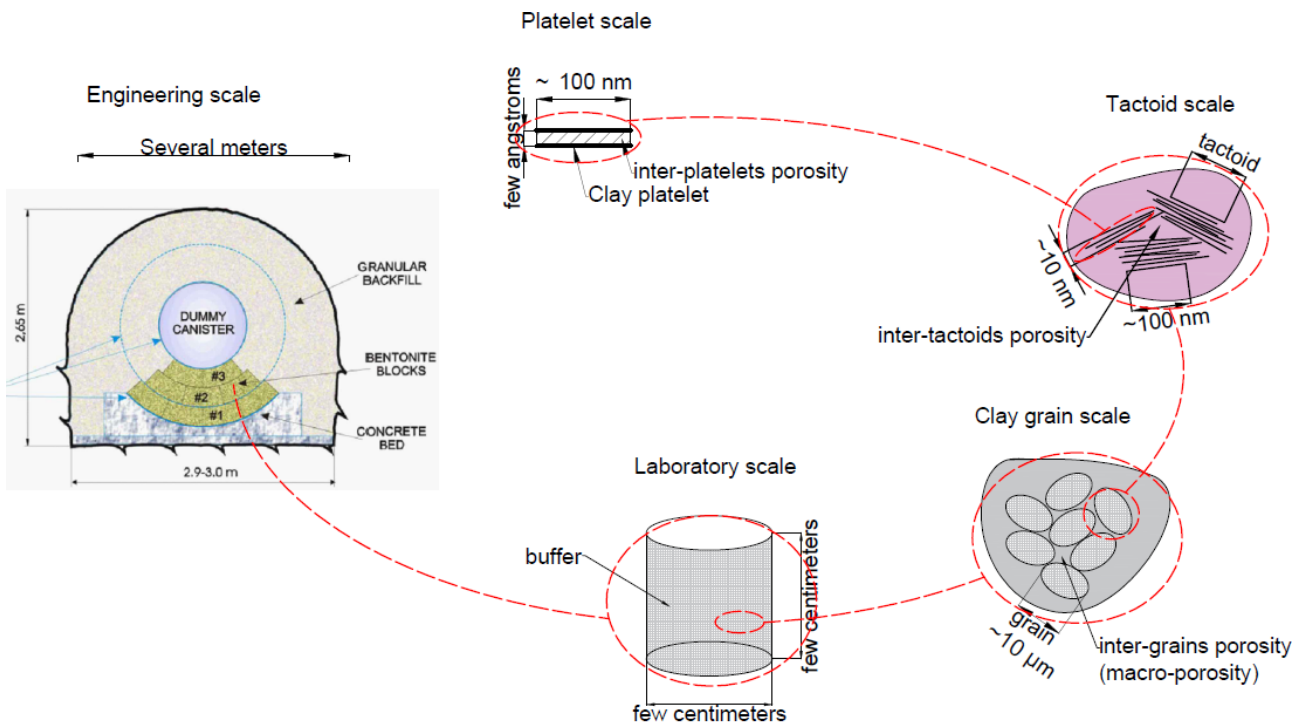 Platelet scale
~ 100 nm
few angstroms
inter-platelets porosity
Clay platelet
Engineering scale
Several meters
2,65 m
GRANULAR
BACKFILL
DUMMY
CANISTER
BENTONITE
BLOCKS
#3
#2
#1
CONCRETE
BED
2.9-3.0 m
Tactoid scale
tactoid
~10 nm
~100 nm
inter-tactoids porosity
Clay grain scale
grain
~10 µm
inter-grains porosity
(macro-porosity)
Laboratory scale
buffer
few centimeters
few centimeters